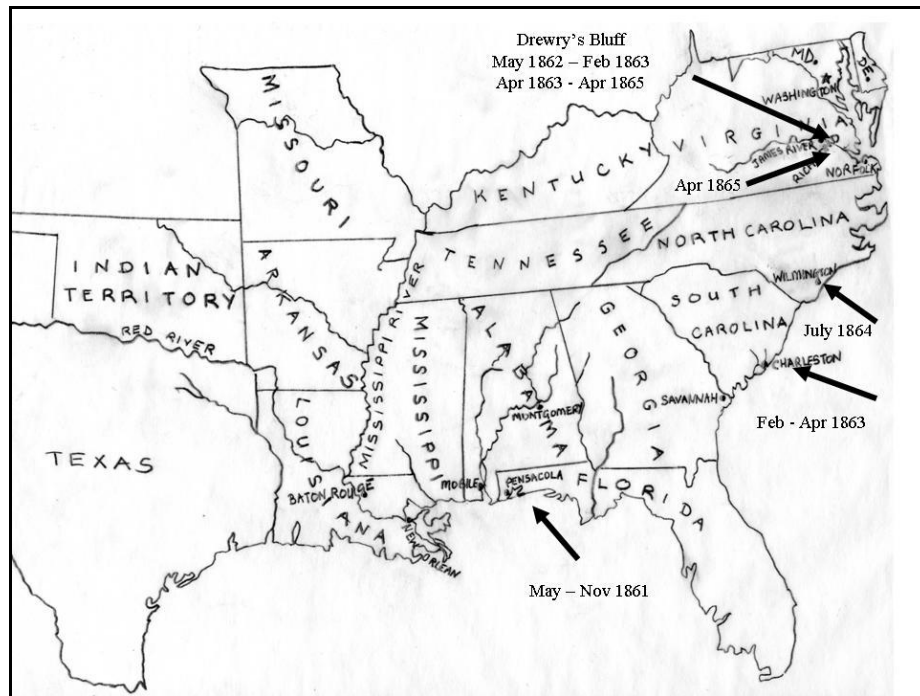 Drewry's Bluff
May 1862 – Feb 1863
Apr 1863 - Apr 1865
MD.
DE.
WASHINGTON
MISSOURI
KENTUCKY
VIRGINIA
JAMES RIVER
NORFOLK
Apr 1865
TENNESSEE
NORTH CAROLINA
INDIAN
TERRITORY
ARKANSAS
WILMINGTON
SOUTH
CAROLINA
RED RIVER
MISSISSIPPI RIVER
MISSISSIPPI
ALABAMA
GEORGIA
July 1864
CHARLESTON
SAVANNAH
MONTGOMERY
Feb - Apr 1863
TEXAS
LOUISIANA
BATON ROUGE
MOBILE
PENSACOLA
FLORIDA
NEW ORLEAN
May – Nov 1861